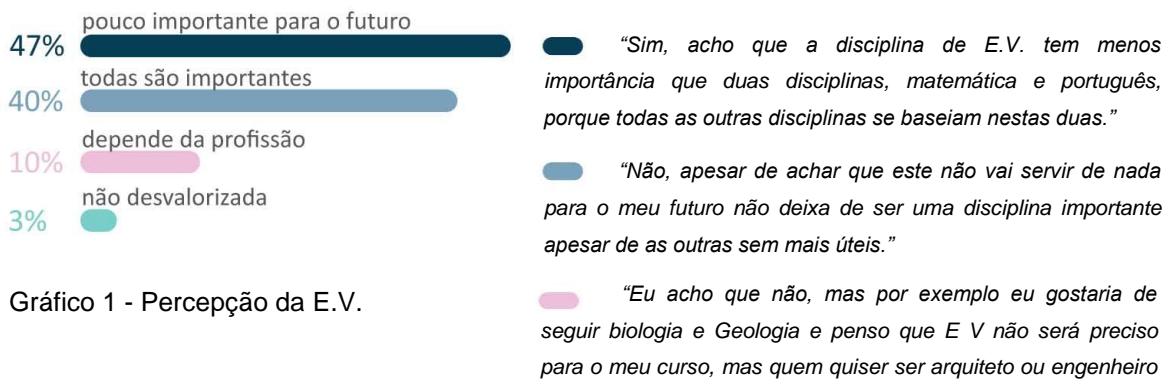 pouco importante para o futuro
47%
todas são importantes
40%
depende da profissão
10%
não desvalorizada
3%
Gráfico 1 - Percepção da E.V.
“Sim, acho que a disciplina de E.V. tem menos
importância que duas disciplinas, matemática e português,
porque todas as outras disciplinas se baseiam nestas duas.”
“Não, apesar de achar que este não vai servir de nada
para o meu futuro não deixa de ser uma disciplina importante
apesar de as outras sem mais úteis.”
“Eu acho que não, mas por exemplo eu gostaria de
seguir biologia e Geologia e penso que E V não será preciso
para o meu curso, mas quem quiser ser arquiteto ou engenheiro